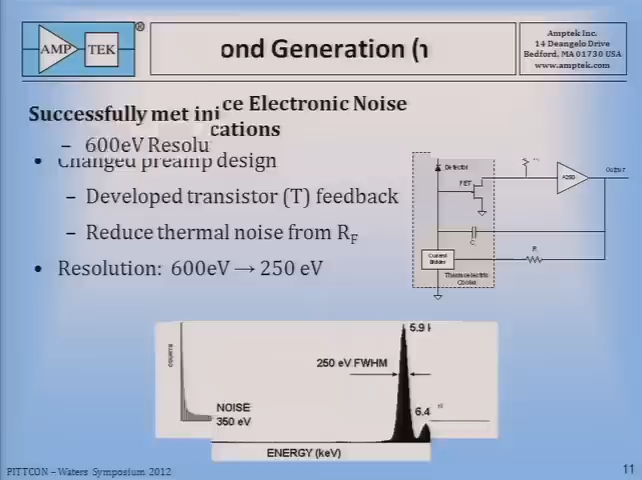 AMP TEK ®
ond Generation (
Amptek Inc.
14 Deangelo Drive
Bedford, MA 01730 USA
www.amptek.com
ce Electronic Noise
Successfully met ini
cations
– 600eV Resolu
• Changed preamp design
– Developed transistor (T) feedback
– Reduce thermal noise from RF
• Resolution: 600eV → 250 eV
Detector
FET
A250
Output
C
R
Current
Divider
Thermoelectric
Cooler
COUNTS
5.9
250 eV FWHM
6.4
NOISE
350 eV
ENERGY (keV)
PITTCON – Waters Symposium 2012
11